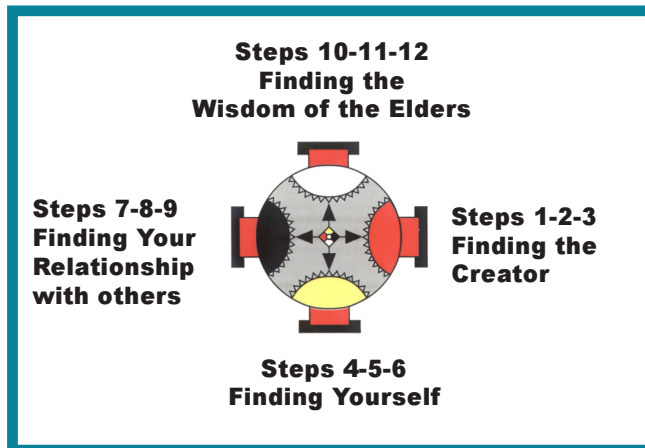 Steps 10-11-12
Finding the
Wisdom of the Elders
Steps 7-8-9
Finding Your
Relationship
with others
Steps 1-2-3
Finding the
Creator
Steps 4-5-6
Finding Yourself